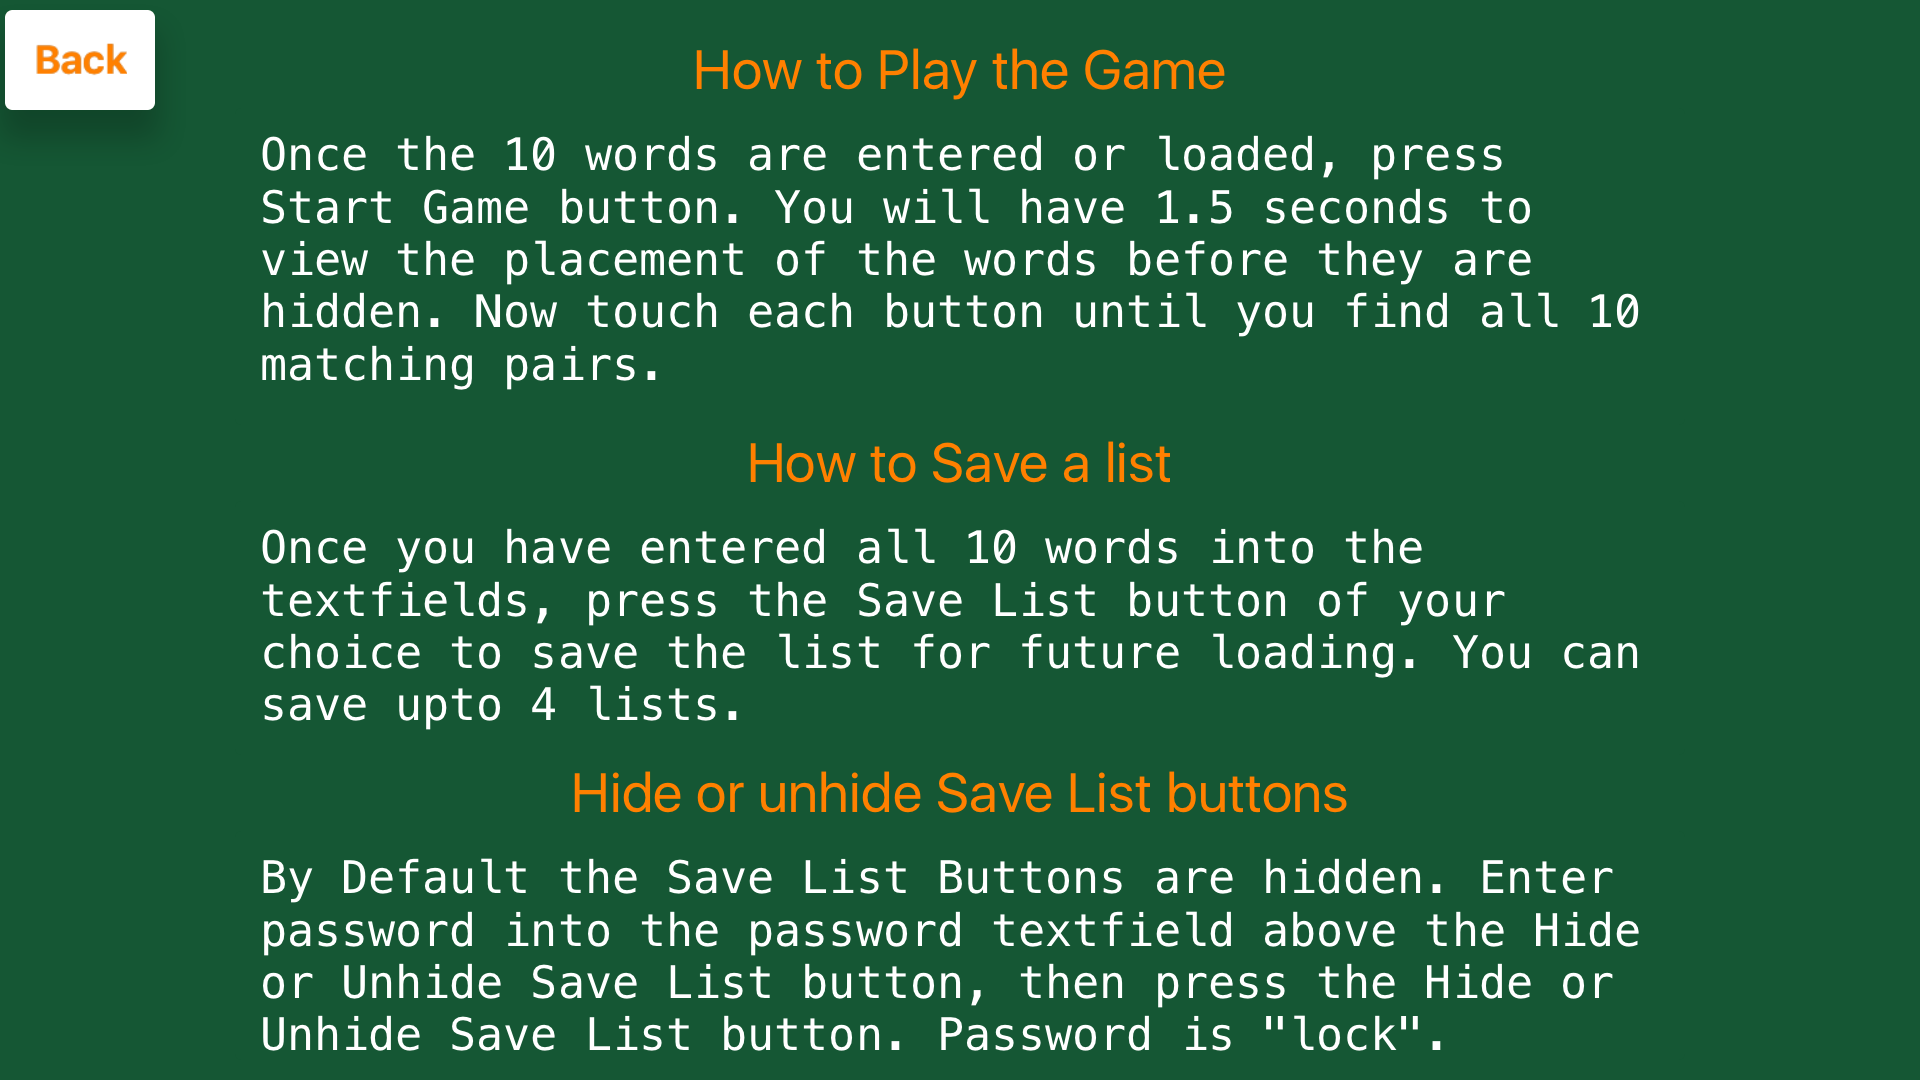 Back
How to Play the Game
Once the 10 words are entered or loaded, press
Start Game button. You will have 1.5 seconds to
view the placement of the words before they are
hidden. Now touch each button until you find all 10
matching pairs.
How to Save a list
Once you have entered all 10 words into the
textfields, press the Save List button of your
choice to save the list for future loading. You can
save upto 4 lists.
Hide or unhide Save List buttons
By Default the Save List Buttons are hidden. Enter
password into the password textfield above the Hide
or Unhide Save List button, then press the Hide or
Unhide Save List button. Password is "lock".